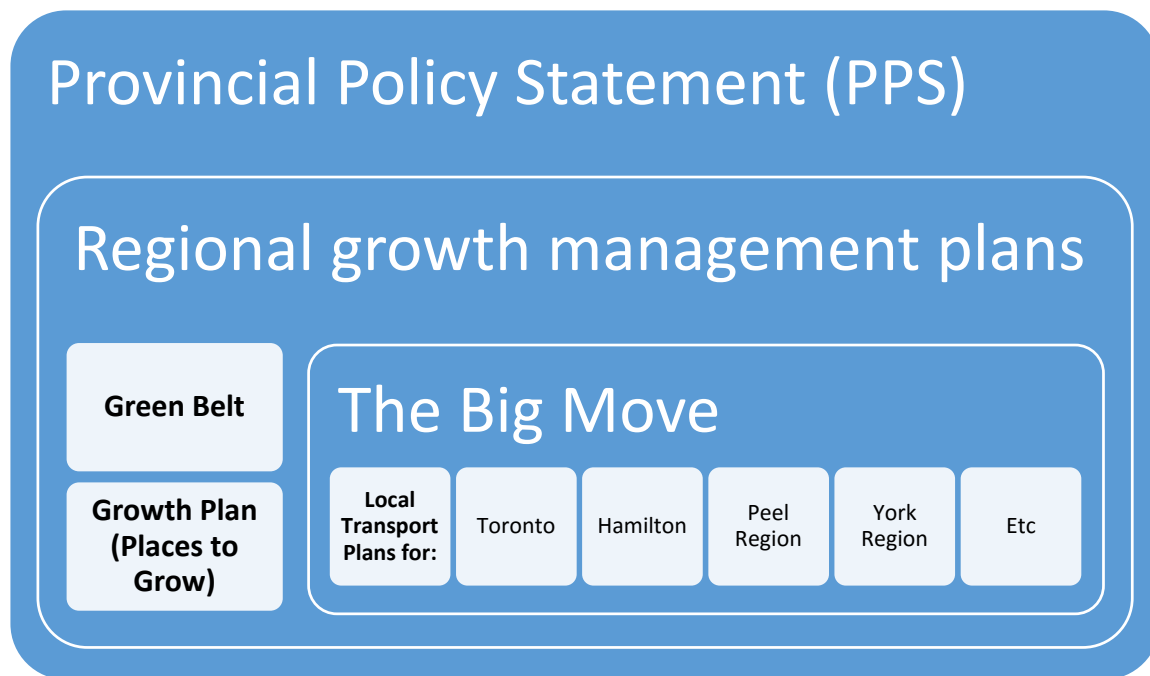 Provincial Policy Statement (PPS)
Regional growth management plans
Green Belt
Growth Plan
(Places to
Grow)
The Big Move
Local
Transport
Plans for:
Toronto
Hamilton
Peel
Region
York
Region
Etc